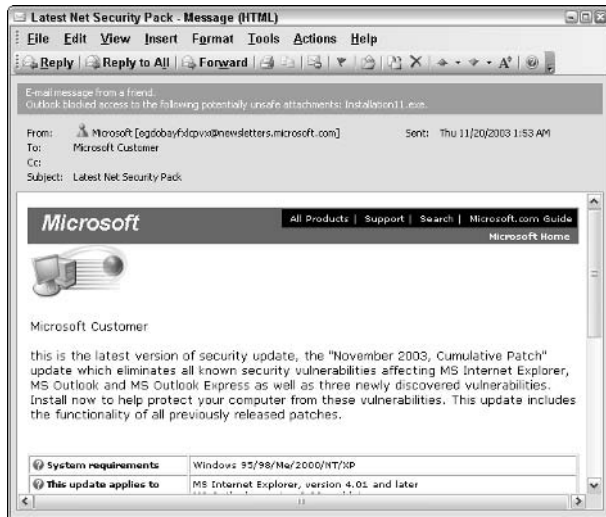 Latest Net Security Pack - Message (HTML)
File Edit View Insert Format Tools Actions Help
Reply Reply to All Forward
E-mail message from a friend.
Outlook blocked access to the following potentially unsafe attachments: Installation11.exe.
From: Microsoft [egdobayfxlcpvx@newsletters.microsoft.com] Sent: Thu 11/20/2003 1:53 AM
To: Microsoft Customer
Cc:
Subject: Latest Net Security Pack
Microsoft
All Products | Support | Search | Microsoft.com Guide
Microsoft Home
Microsoft Customer
this is the latest version of security update, the "November 2003, Cumulative Patch"
update which eliminates all known security vulnerabilities affecting MS Internet Explorer,
MS Outlook and MS Outlook Express as well as three newly discovered vulnerabilities.
Install now to help protect your computer from these vulnerabilities. This update includes
the functionality of all previously released patches.
System requirements Windows 95/98/Me/2000/NT/XP
This update applies to MS Internet Explorer, version 4.01 and later